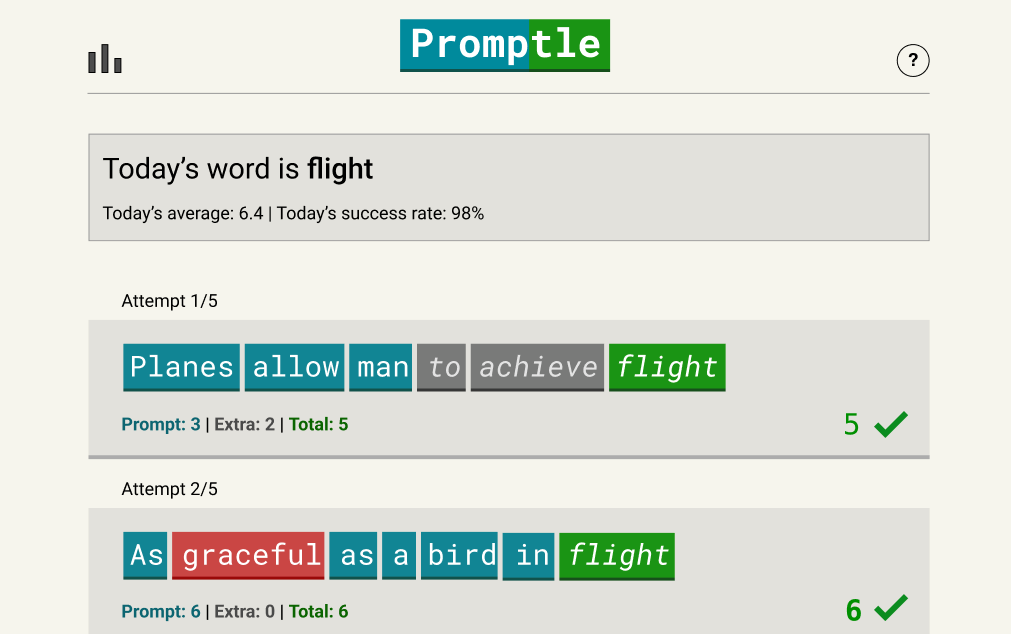 Promptle
?
Today's word is flight
Today's average: 6.4 | Today's success rate: 98%
Attempt 1/5
Planes allow man to achieve flight
Prompt: 3 | Extra: 2 | Total: 5
5
Attempt 2/5
As graceful as a bird in flight
Prompt: 6 | Extra: 0 | Total: 6
6